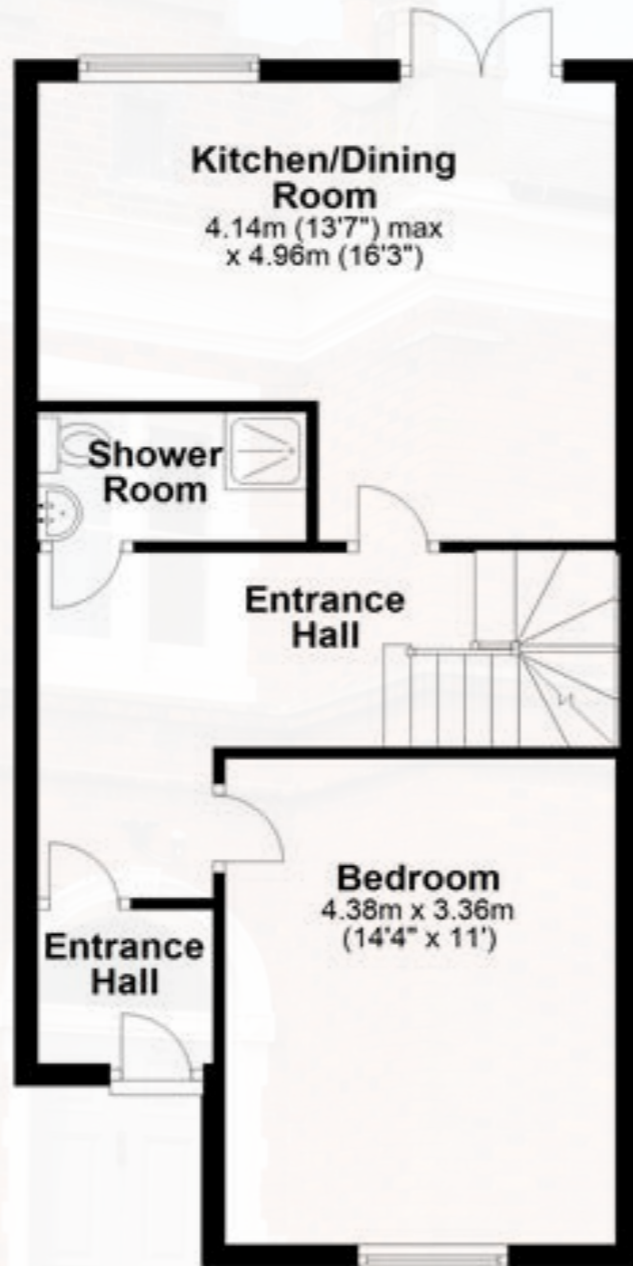 Kitchen/Dining
Room
4.14m (13'7") max
x 4.96m (16'3")
Shower
Room
Entrance
Hall
Bedroom
4.38m x 3.36m
(14'4" x 11')
Entrance
Hall